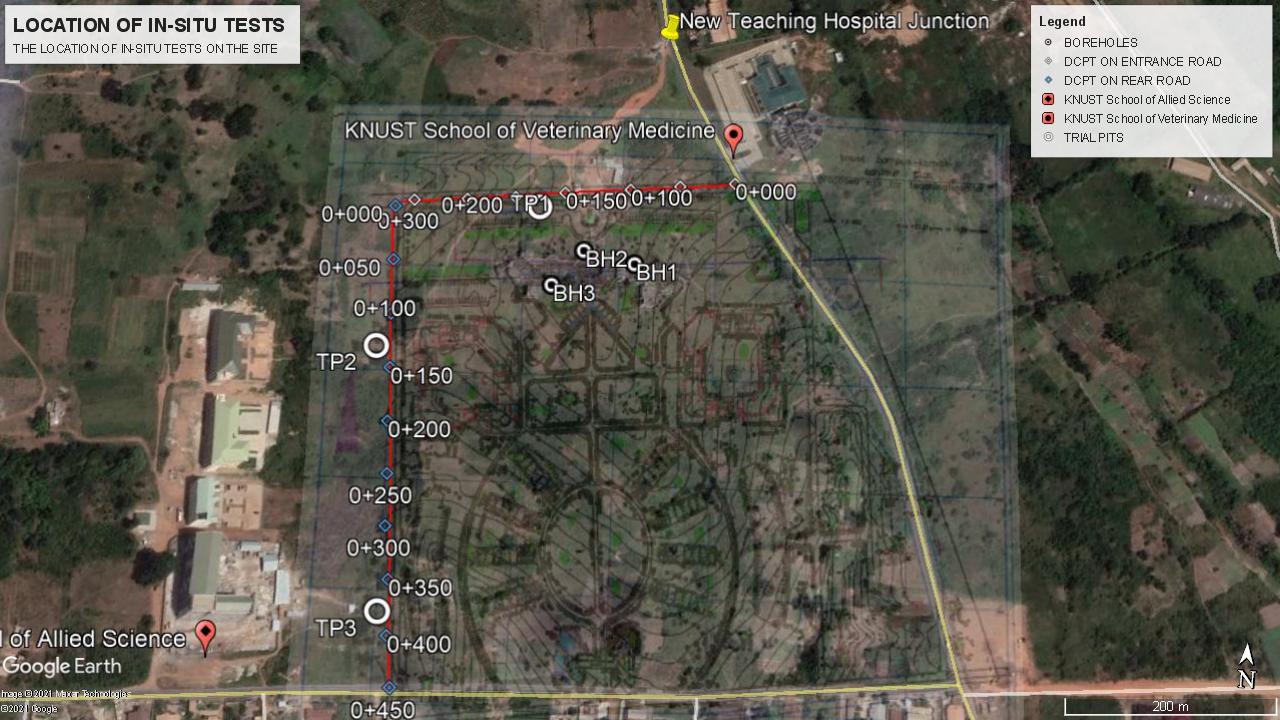 LOCATION OF IN-SITU TESTS
THE LOCATION OF IN-SITU TESTS ON THE SITE
New Teaching Hospital Junction
Legend
BOREHOLES
DCPT ON ENTRANCE ROAD
DCPT ON REAR ROAD
KNUST School of Allied Science
KNUST School of Veterinary Medicine
TRIAL PITS
KNUST School of Veterinary Medicine
0+000
0+300
0+200
TP1
0+150
0+100
0+000
0+050
BH2
BH1
BH3
0+100
TP2
0+150
0+200
0+250
0+300
0+350
TP3
0+400
0+450
l of Allied Science
Google Earth
Image © 2021 Maxar Technologies
©2021 Google
N
200 m